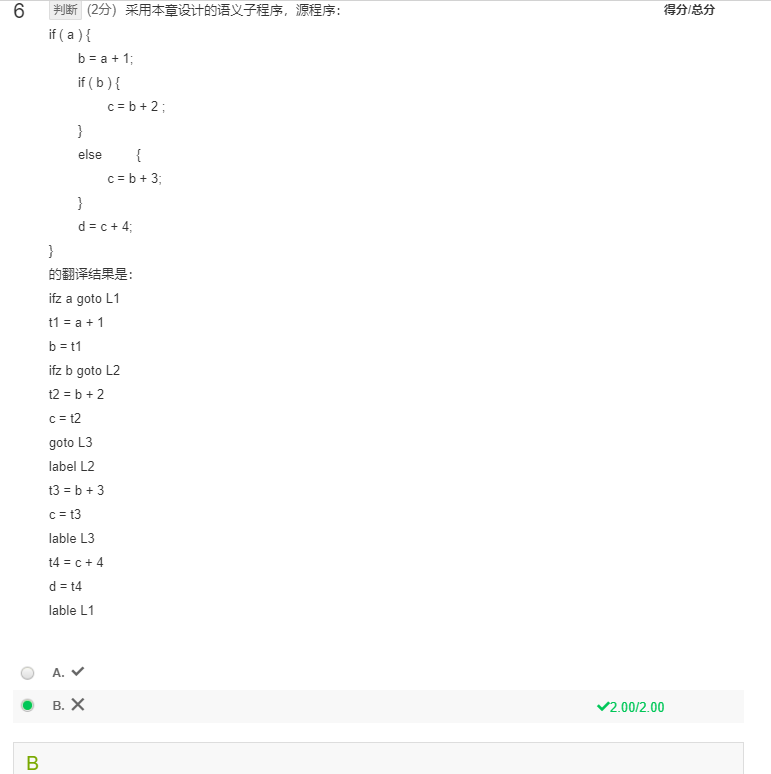 6 判断 (2分) 采用本章设计的语义子程序，源程序： 得分/总分
if ( a ) {
b = a + 1;
if ( b ) {
c = b + 2 ;
}
else {
c = b + 3;
}
d = c + 4;
}
的翻译结果是：
ifz a goto L1
t1 = a + 1
b = t1
ifz b goto L2
t2 = b + 2
c = t2
goto L3
label L2
t3 = b + 3
c = t3
lable L3
t4 = c + 4
d = t4
lable L1
A. ✓
B. ✕ ✓2.00/2.00
B